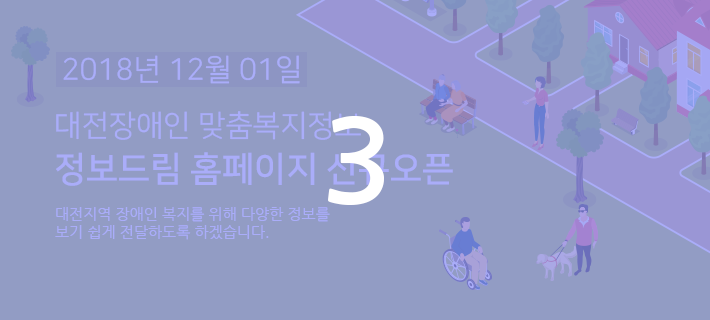 2018년 12월 01일
대전장애인 맞춤복지정보
정보드림 홈페이지 신규오픈
3
대전지역 장애인 복지를 위해 다양한 정보를
보기 쉽게 전달하도록 하겠습니다.